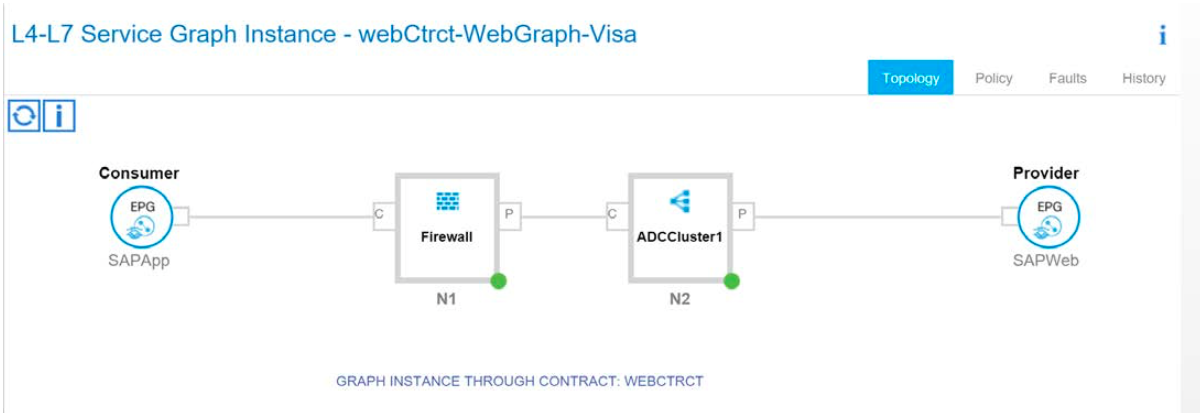 L4-L7 Service Graph Instance - webCtrct-WebGraph-Visa
i
Topology Policy Faults History
i
Consumer
Provider
EPG
EPG
C P C P
Firewall
ADCCluster1
SAPApp
SAPWeb
N1
N2
GRAPH INSTANCE THROUGH CONTRACT: WEBCTRCT